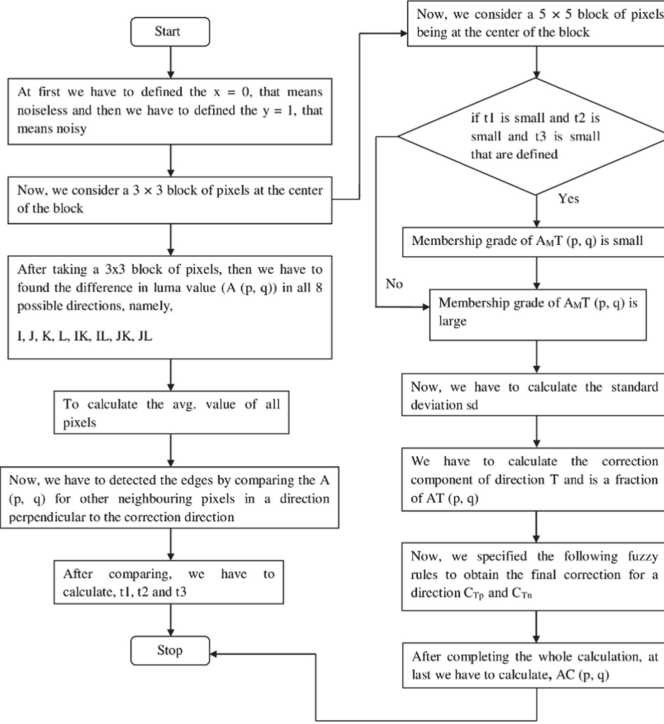 Start
At first we have to defined the x = 0, that means
noiseless and then we have to defined the y = 1, that
means noisy
Now, we consider a 3 × 3 block of pixels at the center
of the block
After taking a 3x3 block of pixels, then we have to
found the difference in luma value (A (p, q)) in all 8
possible directions, namely,
I, J, K, L, IK, IL, JK, JL
To calculate the avg. value of all
pixels
Now, we have to detected the edges by comparing the A
(p, q) for other neighbouring pixels in a direction
perpendicular to the correction direction
After comparing, we have to
calculate, t1, t2 and t3
Stop
Now, we consider a 5 × 5 block of pixels
being at the center of the block
if t1 is small and t2 is
small and t3 is small
that are defined
Yes
No
Membership grade of AMT (p, q) is small
Membership grade of AMT (p, q) is
large
Now, we have to calculate the standard
deviation sd
We have to calculate the correction
component of direction T and is a fraction
of AT (p, q)
Now, we specified the following fuzzy
rules to obtain the final correction for a
direction CTp and CTn
After completing the whole calculation, at
last we have to calculate, AC (p, q)